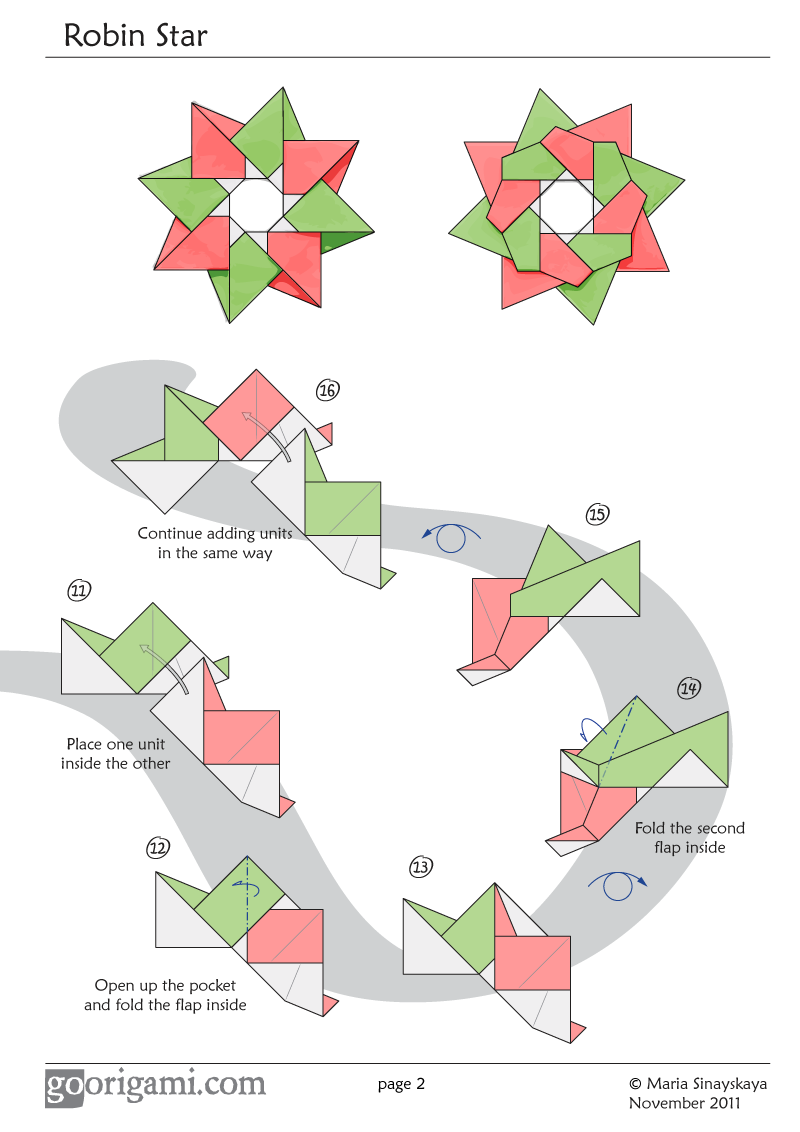 Robin Star
16
Continue adding units
in the same way
15
11
Place one unit
inside the other
14
Fold the second
flap inside
12
13
Open up the pocket
and fold the flap inside
goorigami.com
page 2
© Maria Sinayskaya
November 2011